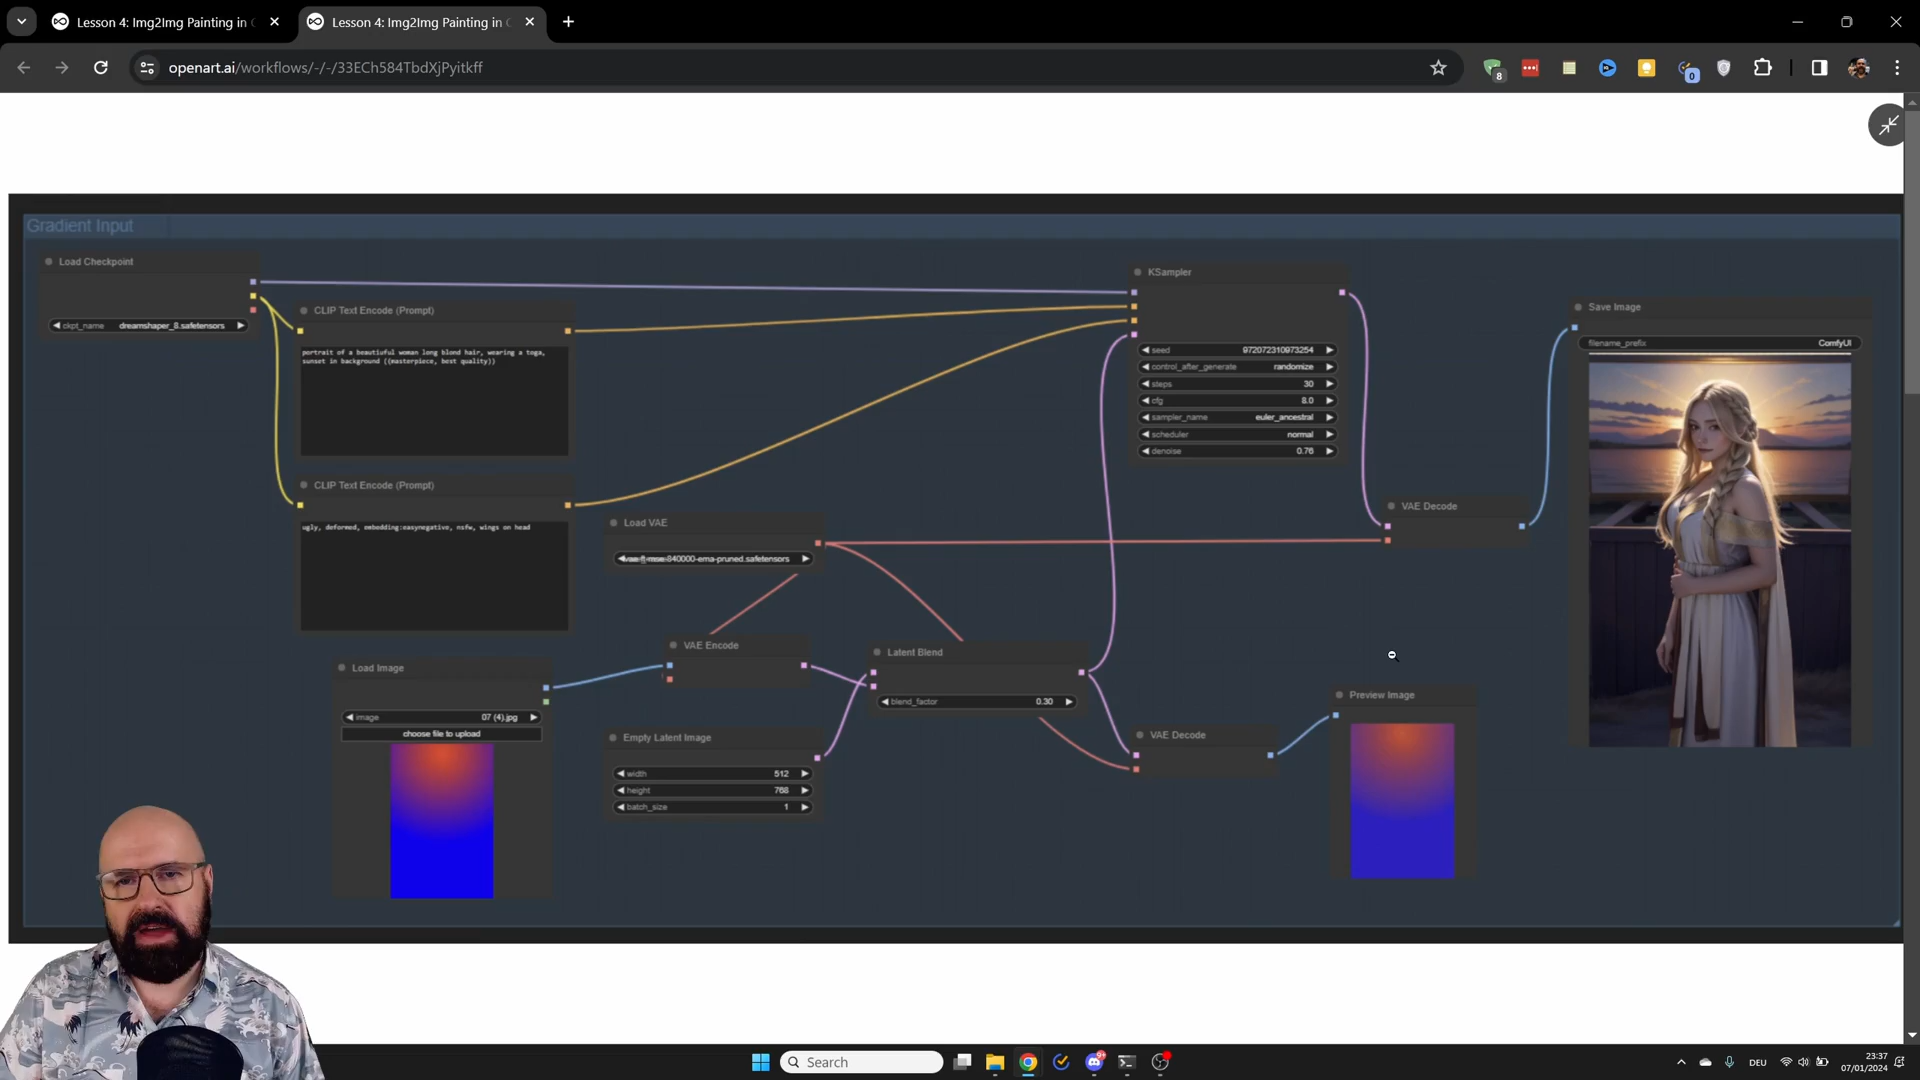 Lesson 4: Img2Img Painting in C
Lesson 4: Img2Img Painting in C
openart.ai/workflows/-/-/33ECh584TbdXjPyitkff
8
0
Gradient Input
Load Checkpoint
ckpt_name dreamshaper_8.safetensors
CLIP Text Encode (Prompt)
portrait of a beautiuful woman long blond hair, wearing a toga,
sunset in background ((masterpiece, best quality))
CLIP Text Encode (Prompt)
ugly, deformed, embedding:easynegative, nsfw, wings on head
Load VAE
840000-ema-pruned.safetensors
Load Image
image 07 (4).jpg
choose file to upload
VAE Encode
Empty Latent Image
width 512
height 768
batch_size 1
Latent Blend
blend_factor 0.30
KSampler
seed 972072310973254
control_after_generate randomize
steps 30
cfg 8.0
sampler_name euler_ancestral
scheduler normal
denoise 0.76
VAE Decode
VAE Decode
Preview Image
Save Image
filename_prefix ComfyUI
Search
DEU
23:37
07/01/2024